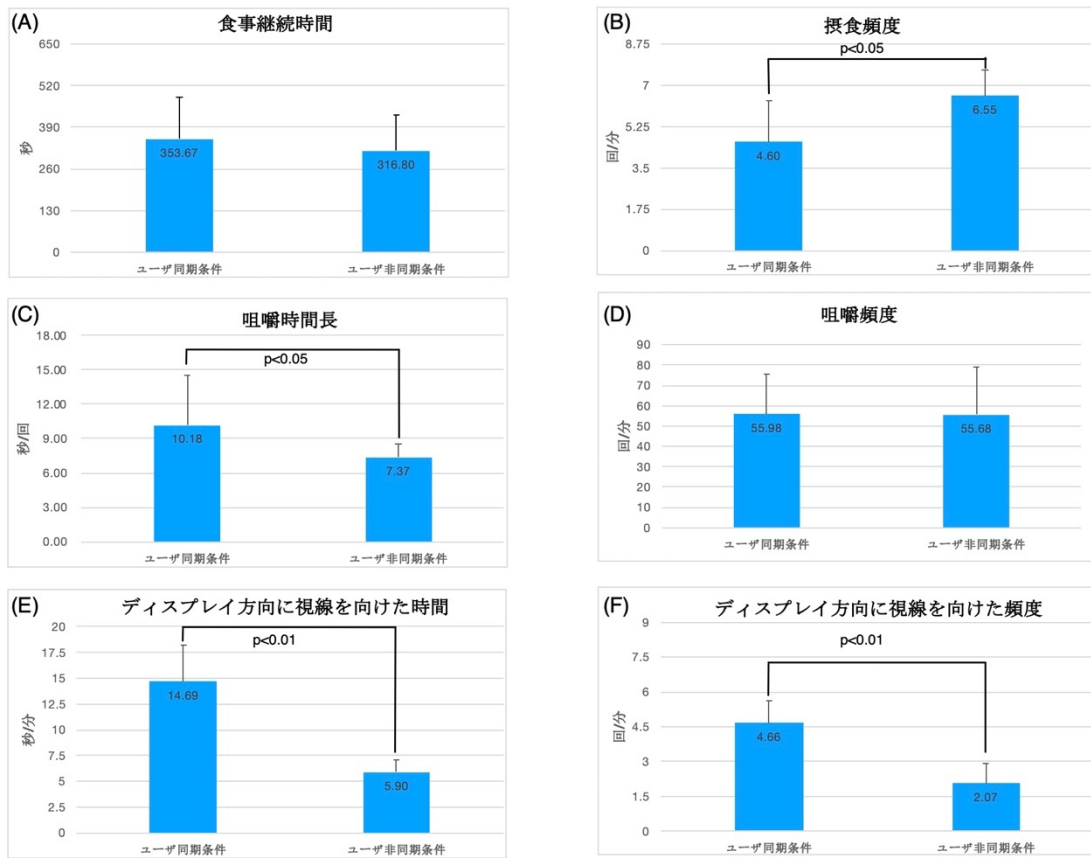 (A)
食事継続時間
650
520
390
260
130
0
秒
353.67
316.80
ユーザ同期条件
ユーザ非同期条件
(B)
摂食頻度
p<0.05
8.75
7
5.25
3.5
1.75
0
回/分
4.60
6.55
ユーザ同期条件
ユーザ非同期条件
(C)
咀嚼時間長
p<0.05
18.00
15.00
12.00
9.00
6.00
3.00
0.00
秒/回
10.18
7.37
ユーザ同期条件
ユーザ非同期条件
(D)
咀嚼頻度
90
80
70
60
50
40
30
20
10
0
回/分
55.98
55.68
ユーザ同期条件
ユーザ非同期条件
(E)
ディスプレイ方向に視線を向けた時間
p<0.01
20
17.5
15
12.5
10
7.5
5
2.5
0
秒/分
14.69
5.90
ユーザ同期条件
ユーザ非同期条件
(F)
ディスプレイ方向に視線を向けた頻度
p<0.01
9
7.5
6
4.5
3
1.5
0
回/分
4.66
2.07
ユーザ同期条件
ユーザ非同期条件